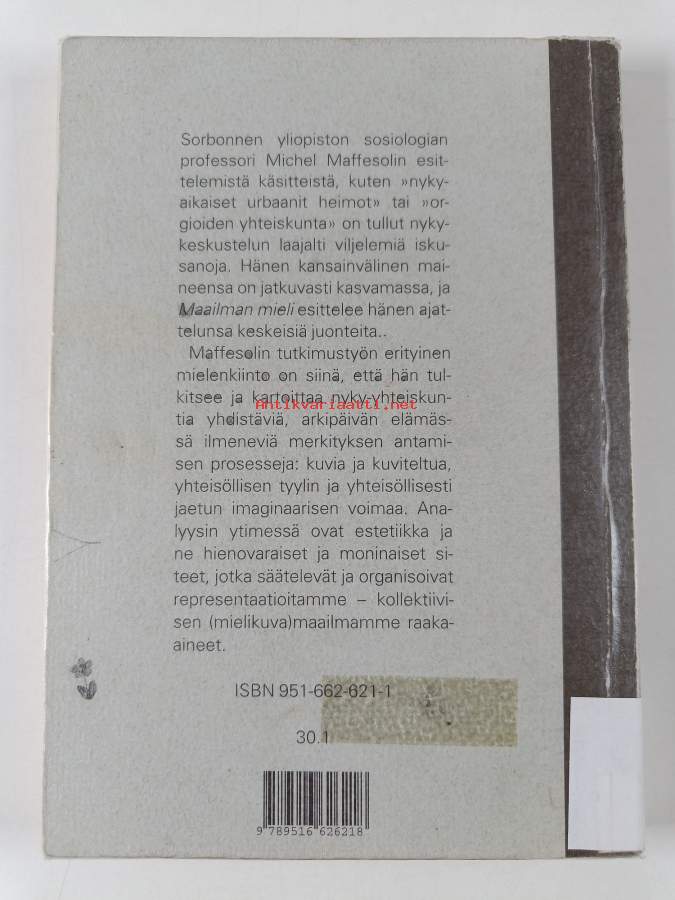 Sorbonnen yliopiston sosiologian
professori Michel Maffesolin esit-
telemistä käsitteistä, kuten »nyky-
aikaiset urbaanit heimot» tai »or-
gioiden yhteiskunta» on tullut nyky-
keskustelun laajalti viljelemiä isku-
sanoja. Hänen kansainvälinen mai-
neensa on jatkuvasti kasvamassa, ja
Maailman mieli esittelee hänen ajat-
telunsa keskeisiä juonteita..
Maffesolin tutkimustyön erityinen
mielenkiinto on siinä, että hän tul-
kitsee ja kartoittaa nyky-yhteiskun-
Antikvariaatti.net
tia yhdistäviä, arkipäivän elämäs-
sä ilmeneviä merkityksen antami-
sen prosesseja: kuvia ja kuviteltua,
yhteisöllisen tyylin ja yhteisöllisesti
jaetun imaginaarisen voimaa. Ana-
lyysin ytimessä ovat estetiikka ja
ne hienovaraiset ja moninaiset si-
teet, jotka säätelevät ja organisoivat
representaatioitamme – kollektiivi-
sen (mielikuva)maailmamme raaka-
aineet.
ISBN 951-662-621-1
30.1
9 789516 626218